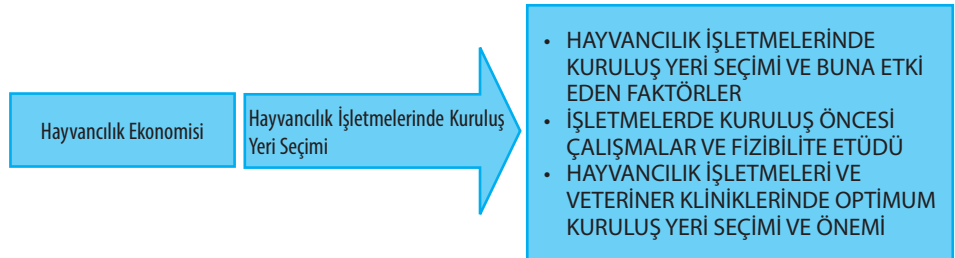 Hayvancılık Ekonomisi
Hayvancılık İşletmelerinde Kuruluş
Yeri Seçimi
• HAYVANCILIK İŞLETMELERİNDE
KURULUŞ YERİ SEÇİMİ VE BUNA ETKİ
EDEN FAKTÖRLER
• İŞLETMELERDE KURULUŞ ÖNCESİ
ÇALIŞMALAR VE FİZİBİLİTE ETÜDÜ
• HAYVANCILIK İŞLETMELERİ VE
VETERİNER KLİNİKLERİNDE OPTİMUM
KURULUŞ YERİ SEÇİMİ VE ÖNEMİ